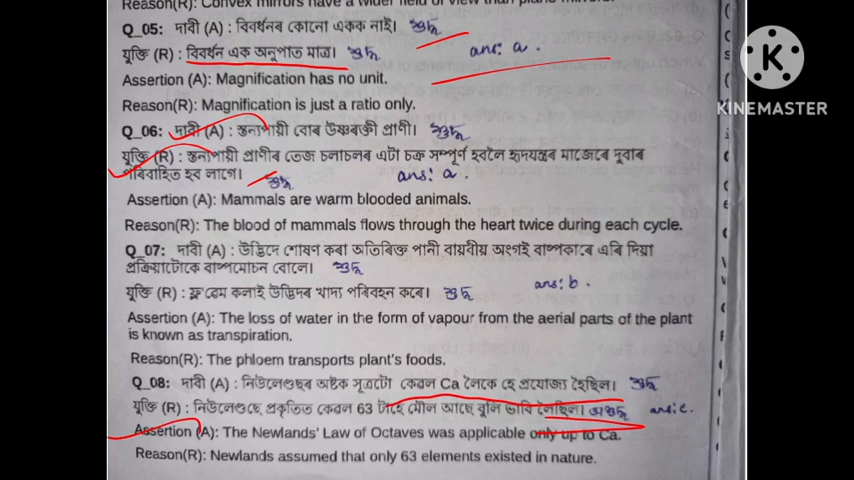 Reason(R): Convex mirrors have a wider field of view than plane mirrors.
Q_05: দাবী (A) : বিবৰ্ধনৰ কোনো একক নাই। শুদ্ধ
যুক্তি (R) : বিবৰ্ধন এক অনুপাত মাত্ৰ। শুদ্ধ ans: a.
Assertion (A): Magnification has no unit.
Reason(R): Magnification is just a ratio only.
Q_06: দাবী (A) : স্তন্যপায়ী বোৰ উষ্ণৰক্তী প্ৰাণী। শুদ্ধ
যুক্তি (R) : স্তন্যপায়ী প্ৰাণীৰ তেজ চলাচলৰ এটা চক্ৰ সম্পূৰ্ণ হবলৈ হৃদযন্ত্ৰৰ মাজেৰে দুবাৰ
পৰিবাহিত হব লাগে। শুদ্ধ ans: a.
Assertion (A): Mammals are warm blooded animals.
Reason(R): The blood of mammals flows through the heart twice during each cycle.
Q_07: দাবী (A) : উদ্ভিদে শোষণ কৰা অতিৰিক্ত পানী বায়বীয় অংগই বাষ্পকাৰে এৰি দিয়া
প্ৰক্ৰিয়াটোকে বাষ্পমোচন বোলে। শুদ্ধ
যুক্তি (R) : ফ্ল'ৱেম কলাই উদ্ভিদৰ খাদ্য পৰিবহন কৰে। শুদ্ধ ans: b.
Assertion (A): The loss of water in the form of vapour from the aerial parts of the plant
is known as transpiration.
Reason(R): The phloem transports plant's foods.
Q_08: দাবী (A) : নিউলেণ্ডছৰ অষ্টক সূত্ৰটো কেৱল Ca লৈকে হে প্ৰযোজ্য হৈছিল। শুদ্ধ
যুক্তি (R) : নিউলেণ্ডছে প্ৰকৃতিত কেৱল 63 টাহে মৌল আছে বুলি ভাবি লৈছিল। অশুদ্ধ ans: c.
Assertion (A): The Newlands' Law of Octaves was applicable only up to Ca.
Reason(R): Newlands assumed that only 63 elements existed in nature.
KINEMASTER